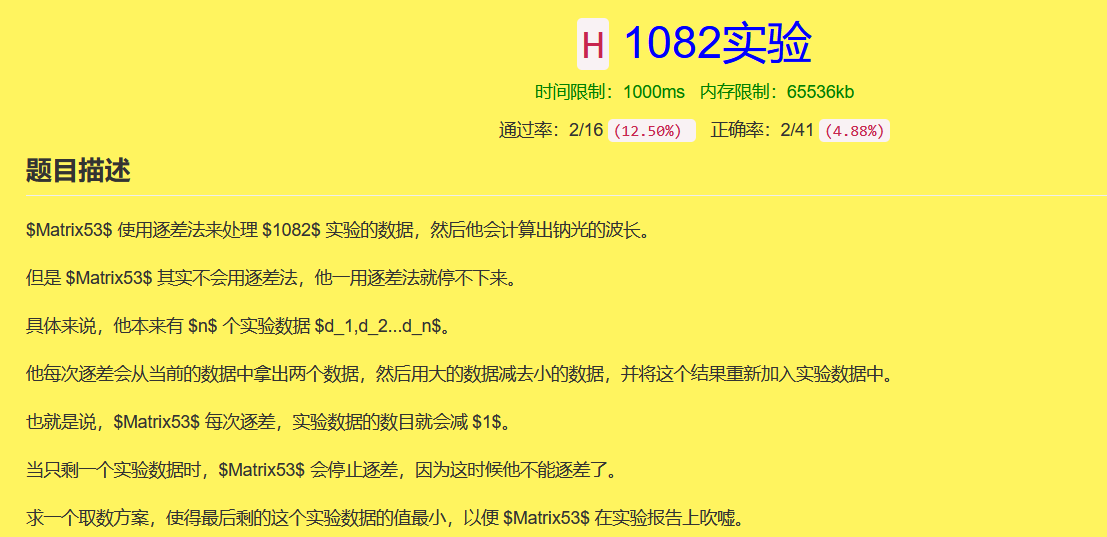 H 1082实验
时间限制：1000ms 内存限制：65536kb
通过率：2/16 (12.50%) 正确率：2/41 (4.88%)
题目描述
$Matrix53$ 使用逐差法来处理 $1082$ 实验的数据，然后他会计算出钠光的波长。
但是 $Matrix53$ 其实不会用逐差法，他一用逐差法就停不下来。
具体来说，他本来有 $n$ 个实验数据 $d_1,d_2...d_n$。
他每次逐差会从当前的数据中拿出两个数据，然后用大的数据减去小的数据，并将这个结果重新加入实验数据中。
也就是说，$Matrix53$ 每次逐差，实验数据的数目就会减 $1$。
当只剩一个实验数据时，$Matrix53$ 会停止逐差，因为这时候他不能逐差了。
求一个取数方案，使得最后剩的这个实验数据的值最小，以便 $Matrix53$ 在实验报告上吹嘘。